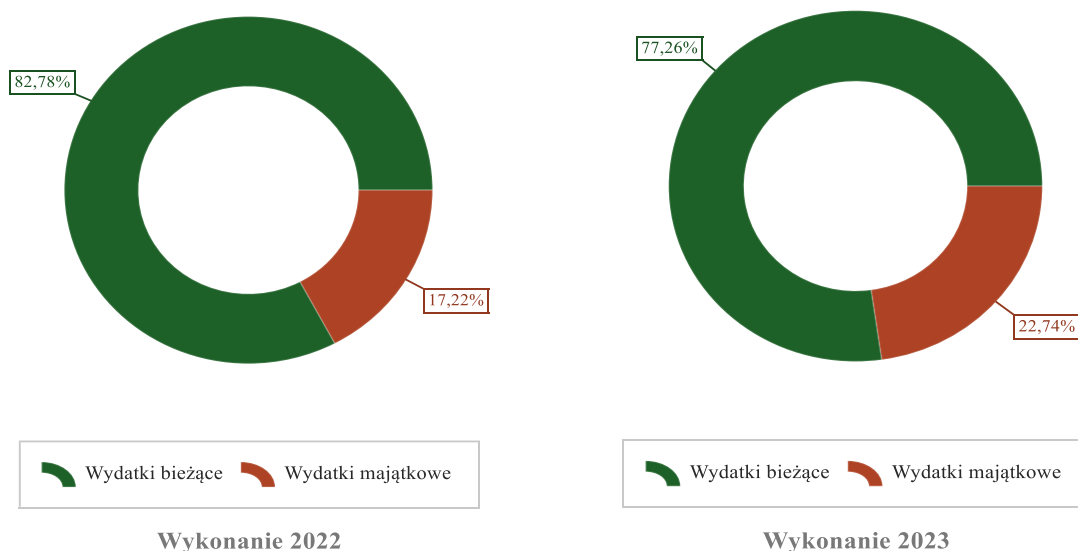 82,78%
17,22%
Wydatki bieżące Wydatki majątkowe
Wykonanie 2022
77,26%
22,74%
Wydatki bieżące Wydatki majątkowe
Wykonanie 2023